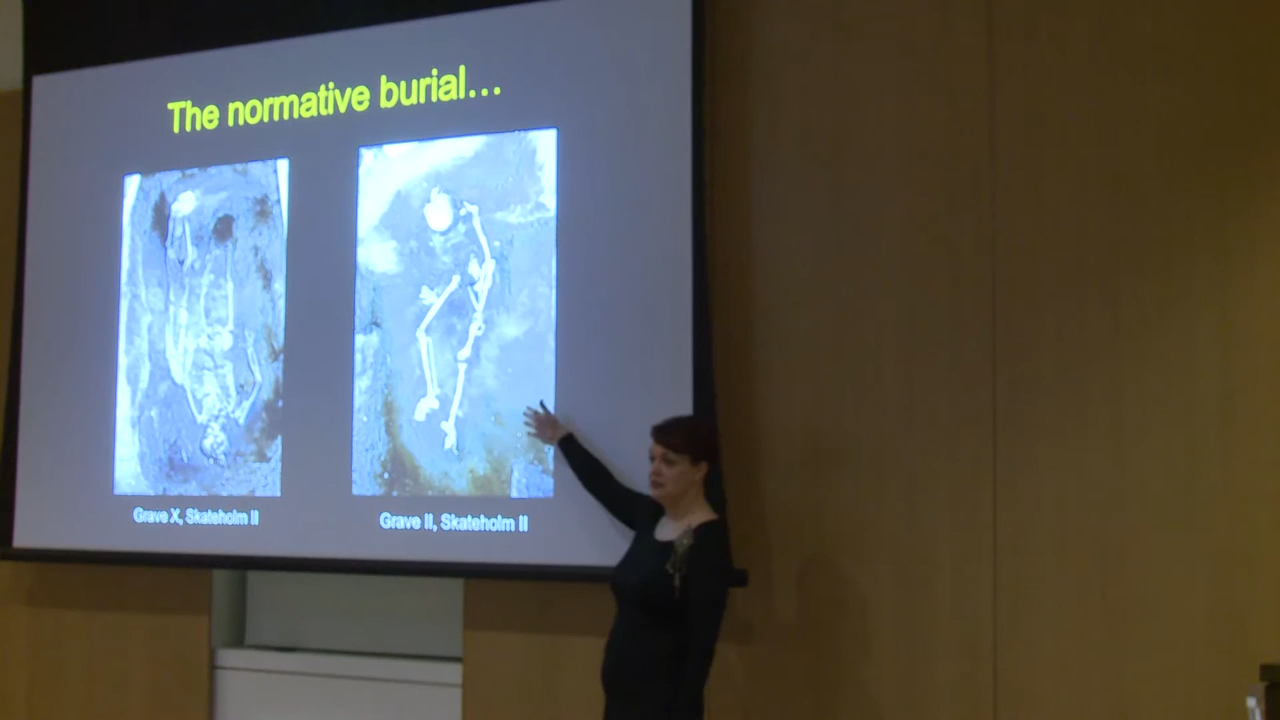 The normative burial...
Grave X, Skateholm II
Grave II, Skateholm II